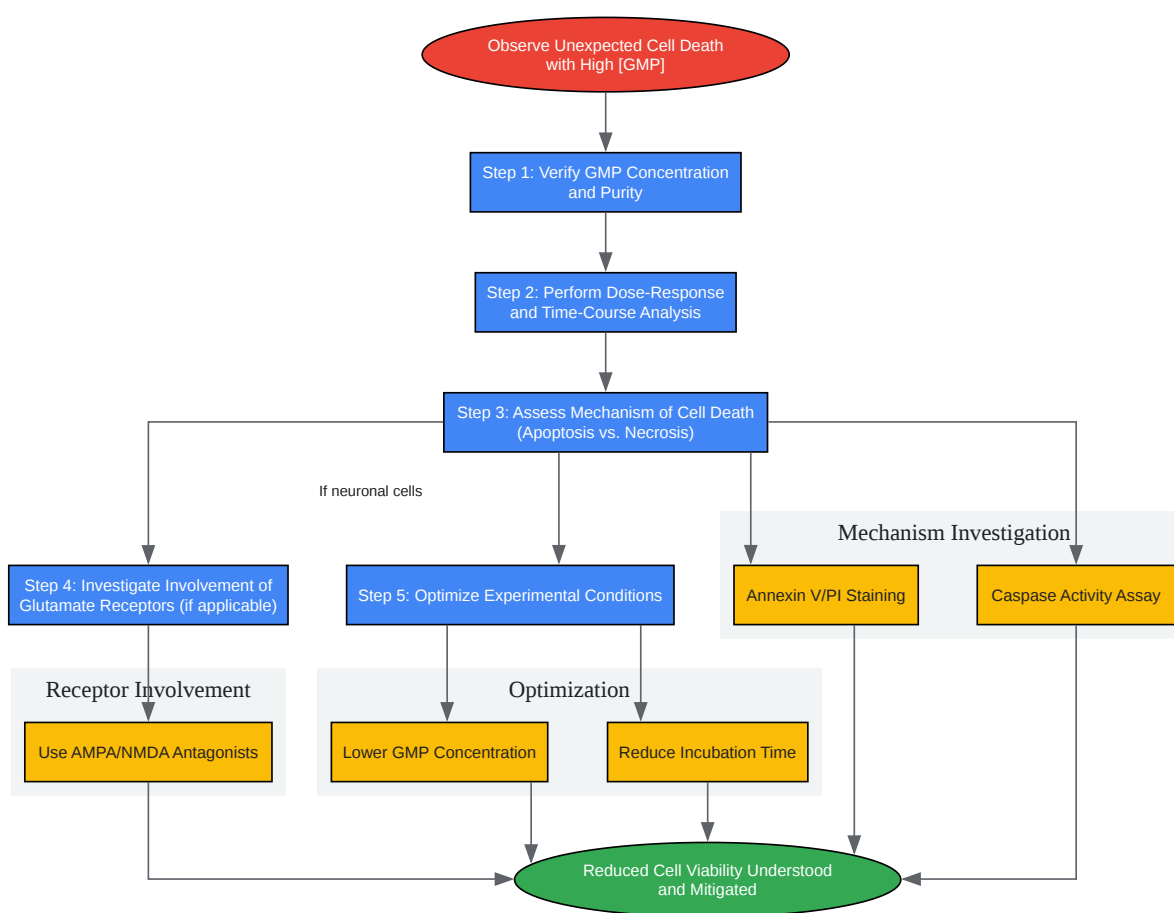 Observe Unexpected Cell Death
with High [GMP]
Step 1: Verify GMP Concentration
and Purity
Step 2: Perform Dose-Response
and Time-Course Analysis
Step 3: Assess Mechanism of Cell Death
(Apoptosis vs. Necrosis)
If neuronal cells
Mechanism Investigation
Step 4: Investigate Involvement of
Glutamate Receptors (if applicable)
Step 5: Optimize Experimental Conditions
Annexin V/PI Staining
Caspase Activity Assay
Receptor Involvement
Optimization
Use AMPA/NMDA Antagonists
Lower GMP Concentration
Reduce Incubation Time
Reduced Cell Viability Understood
and Mitigated